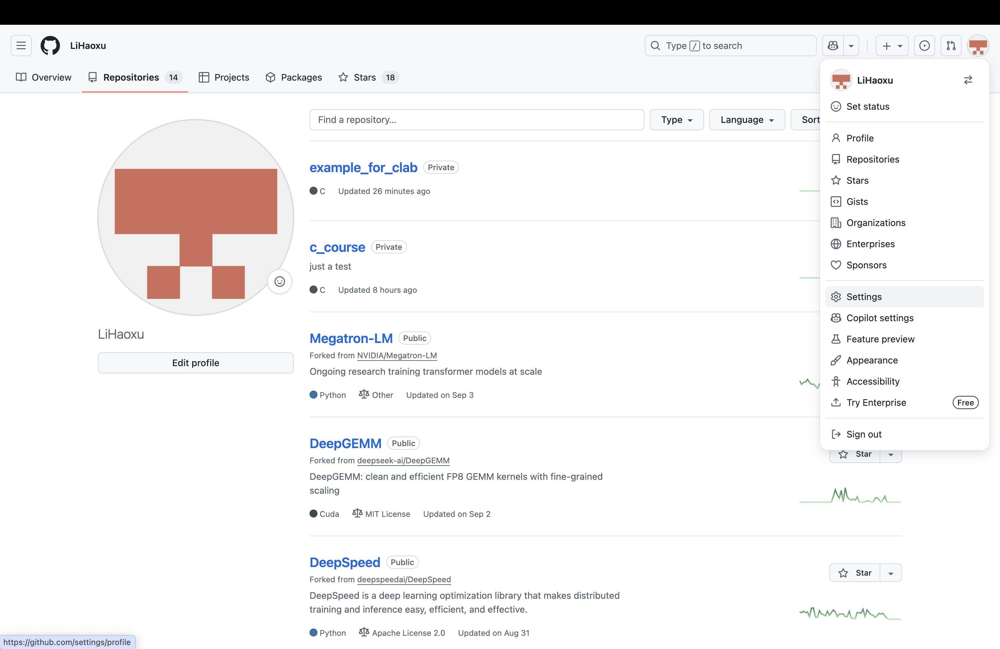 LiHaoxu
Type / to search
Overview
Repositories 14
Projects
Packages
Stars 18
LiHaoxu
Set status
Profile
Repositories
Stars
Gists
Organizations
Enterprises
Sponsors
Settings
Copilot settings
Feature preview
Appearance
Accessibility
Try Enterprise Free
Sign out
LiHaoxu
Edit profile
Find a repository...
Type
Language
Sort
example_for_clab Private
C Updated 26 minutes ago
c_course Private
just a test
C Updated 8 hours ago
Megatron-LM Public
Forked from NVIDIA/Megatron-LM
Ongoing research training transformer models at scale
Python Other Updated on Sep 3
DeepGEMM Public
Star
Forked from deepseek-ai/DeepGEMM
DeepGEMM: clean and efficient FP8 GEMM kernels with fine-grained
scaling
Cuda MIT License Updated on Sep 2
DeepSpeed Public
Star
Forked from deepspeedai/DeepSpeed
DeepSpeed is a deep learning optimization library that makes distributed
training and inference easy, efficient, and effective.
Python Apache License 2.0 Updated on Aug 31
https://github.com/settings/profile